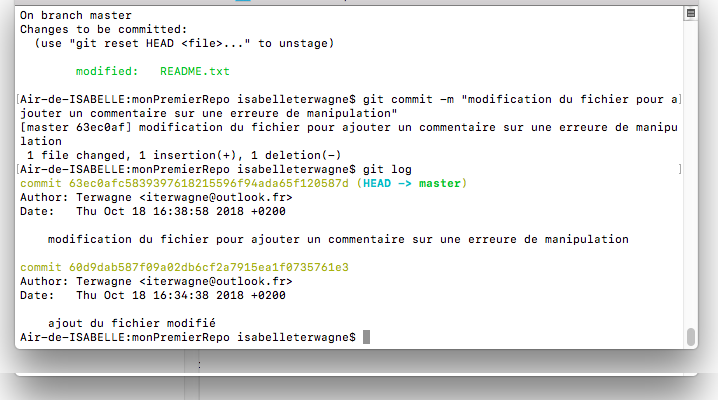 On branch master
Changes to be committed:
  (use "git reset HEAD <file>..." to unstage)
        modified:   README.txt
[Air-de-ISABELLE:monPremierRepo isabelleterwagne$ git commit -m "modification du fichier pour a]
jouter un commentaire sur une erreure de manipulation"
[master 63ec0af] modification du fichier pour ajouter un commentaire sur une erreure de manipu
lation
 1 file changed, 1 insertion(+), 1 deletion(-)
[Air-de-ISABELLE:monPremierRepo isabelleterwagne$ git log ]
commit 63ec0afc5839397618215596f94ada65f120587d (HEAD -> master)
Author: Terwagne <iterwagne@outlook.fr>
Date:   Thu Oct 18 16:38:58 2018 +0200
    modification du fichier pour ajouter un commentaire sur une erreure de manipulation
commit 60d9dab587f09a02db6cf2a7915ea1f0735761e3
Author: Terwagne <iterwagne@outlook.fr>
Date:   Thu Oct 18 16:34:38 2018 +0200
    ajout du fichier modifié
Air-de-ISABELLE:monPremierRepo isabelleterwagne$
: